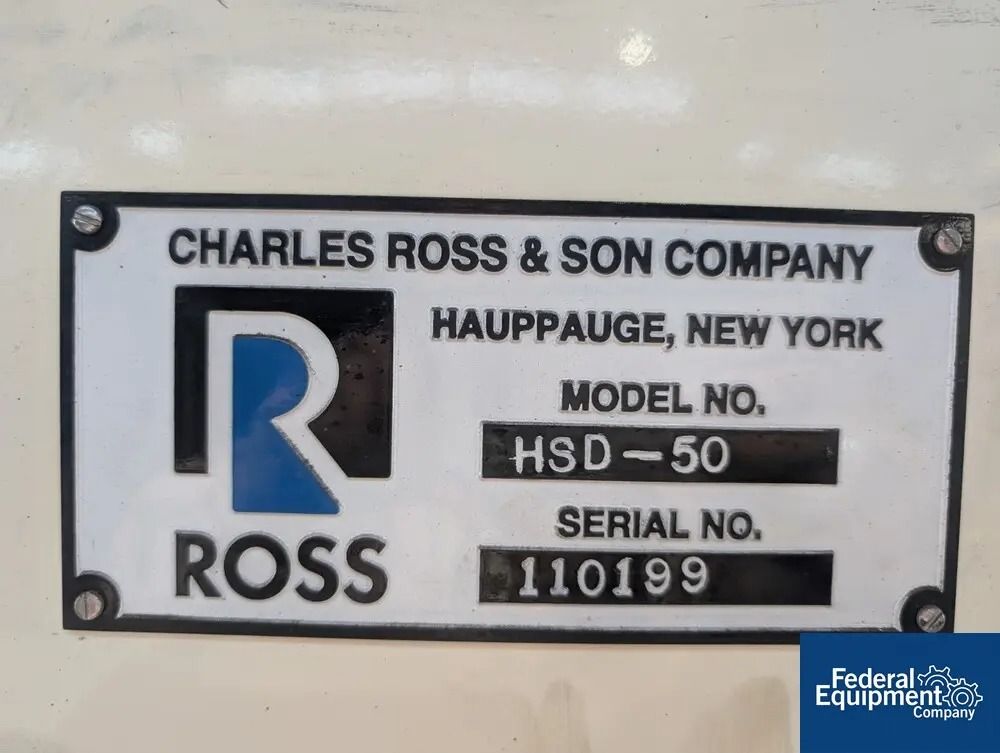 CHARLES ROSS & SON COMPANY
HAUPPAUGE, NEW YORK
MODEL NO.
HSD-50
SERIAL NO.
110199
R
ROSS
Federal
Equipment
Company